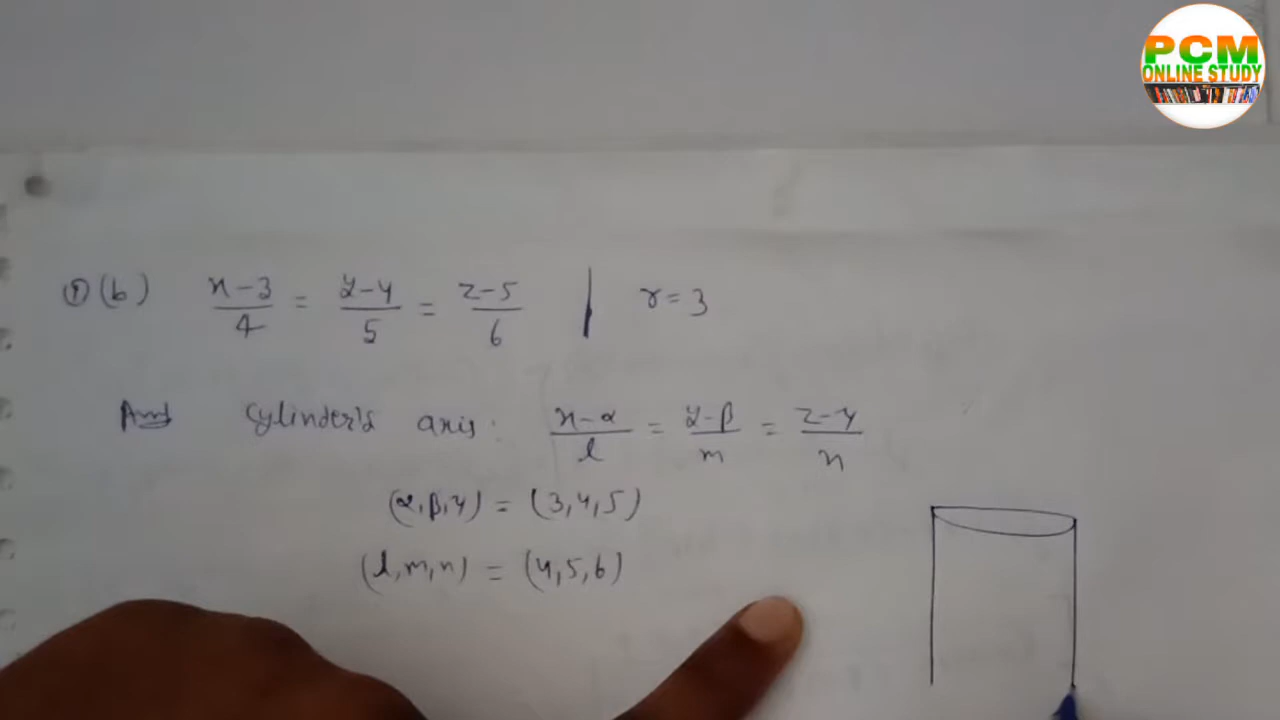 PCM
ONLINE STUDY
① (b) x-3/4 = y-4/5 = z-5/6 | r = 3
Ans Cylinder's axis: x-α/l = y-β/m = z-γ/n
(α, β, γ) = (3, 4, 5)
(l, m, n) = (4, 5, 6)